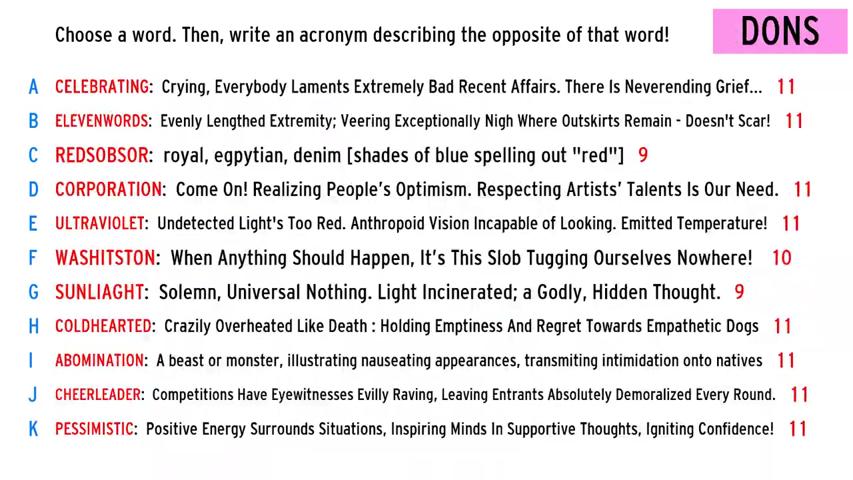 Choose a word. Then, write an acronym describing the opposite of that word!
DONS
A CELEBRATING: Crying, Everybody Laments Extremely Bad Recent Affairs. There Is Neverending Grief... 11
B ELEVENWORDS: Evenly Lengthed Extremity; Veering Exceptionally Nigh Where Outskirts Remain - Doesn't Scar! 11
C REDSOBSOR: royal, egpytian, denim [shades of blue spelling out "red"] 9
D CORPORATION: Come On! Realizing People's Optimism. Respecting Artists' Talents Is Our Need. 11
E ULTRAVIOLET: Undetected Light's Too Red. Anthropoid Vision Incapable of Looking. Emitted Temperature! 11
F WASHITSTON: When Anything Should Happen, It's This Slob Tugging Ourselves Nowhere! 10
G SUNLIAGHT: Solemn, Universal Nothing. Light Incinerated; a Godly, Hidden Thought. 9
H COLDHEARTED: Crazily Overheated Like Death : Holding Emptiness And Regret Towards Empathetic Dogs 11
I ABOMINATION: A beast or monster, illustrating nauseating appearances, transmiting intimidation onto natives 11
J CHEERLEADER: Competitions Have Eyewitnesses Evilly Raving, Leaving Entrants Absolutely Demoralized Every Round. 11
K PESSIMISTIC: Positive Energy Surrounds Situations, Inspiring Minds In Supportive Thoughts, Igniting Confidence! 11